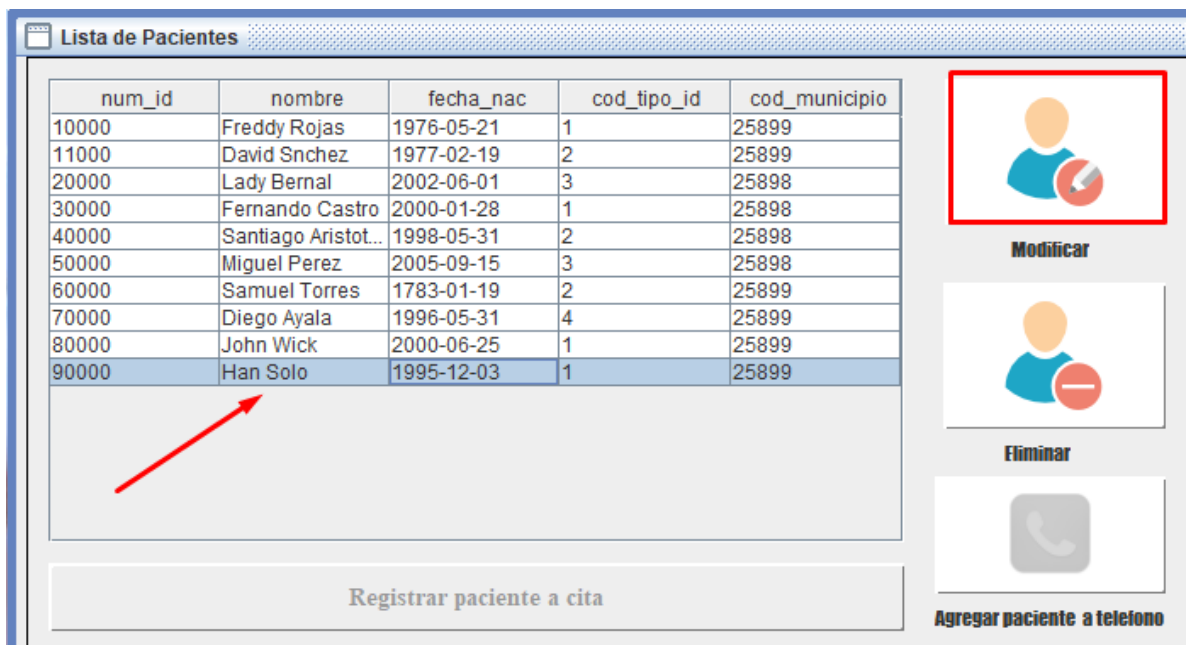 Lista de Pacientes
num_id nombre fecha_nac cod_tipo_id cod_municipio
10000 Freddy Rojas 1976-05-21 1 25899
11000 David Snchez 1977-02-19 2 25899
20000 Lady Bernal 2002-06-01 3 25898
30000 Fernando Castro 2000-01-28 1 25898
40000 Santiago Aristot... 1998-05-31 2 25898
50000 Miguel Perez 2005-09-15 3 25898
60000 Samuel Torres 1783-01-19 2 25899
70000 Diego Ayala 1996-05-31 4 25899
80000 John Wick 2000-06-25 1 25899
90000 Han Solo 1995-12-03 1 25899
Registrar paciente a cita
Modificar
Eliminar
Agregar paciente a telefono